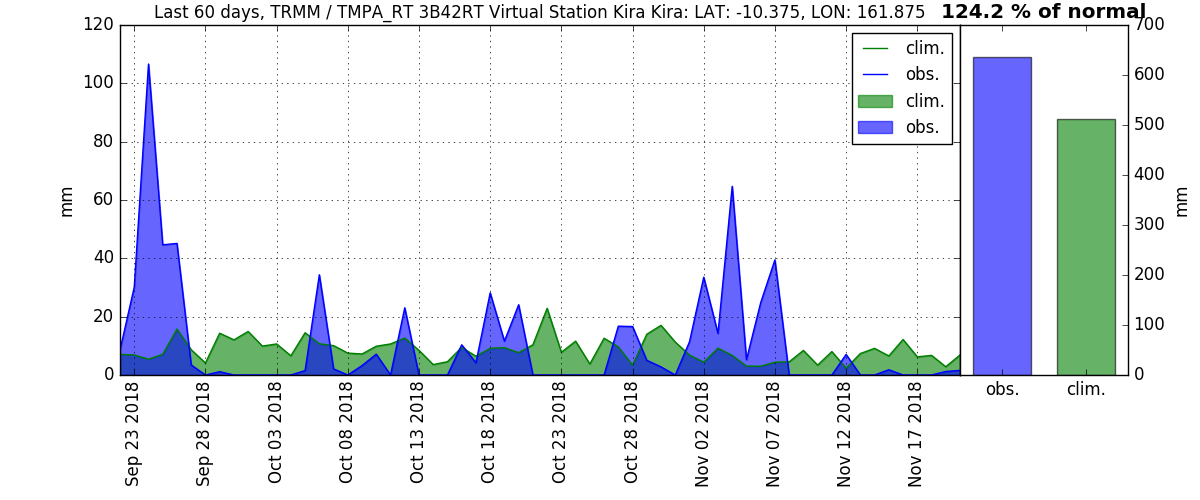 Last 60 days, TRMM / TMPA_RT 3B42RT Virtual Station Kira Kira: LAT: -10.375, LON: 161.875
124.2 % of normal
120
100
80
60
40
20
0
mm
clim.
obs.
clim.
obs.
700
600
500
400
300
200
100
0
mm
Sep 23 2018
Sep 28 2018
Oct 03 2018
Oct 08 2018
Oct 13 2018
Oct 18 2018
Oct 23 2018
Oct 28 2018
Nov 02 2018
Nov 07 2018
Nov 12 2018
Nov 17 2018
obs.
clim.